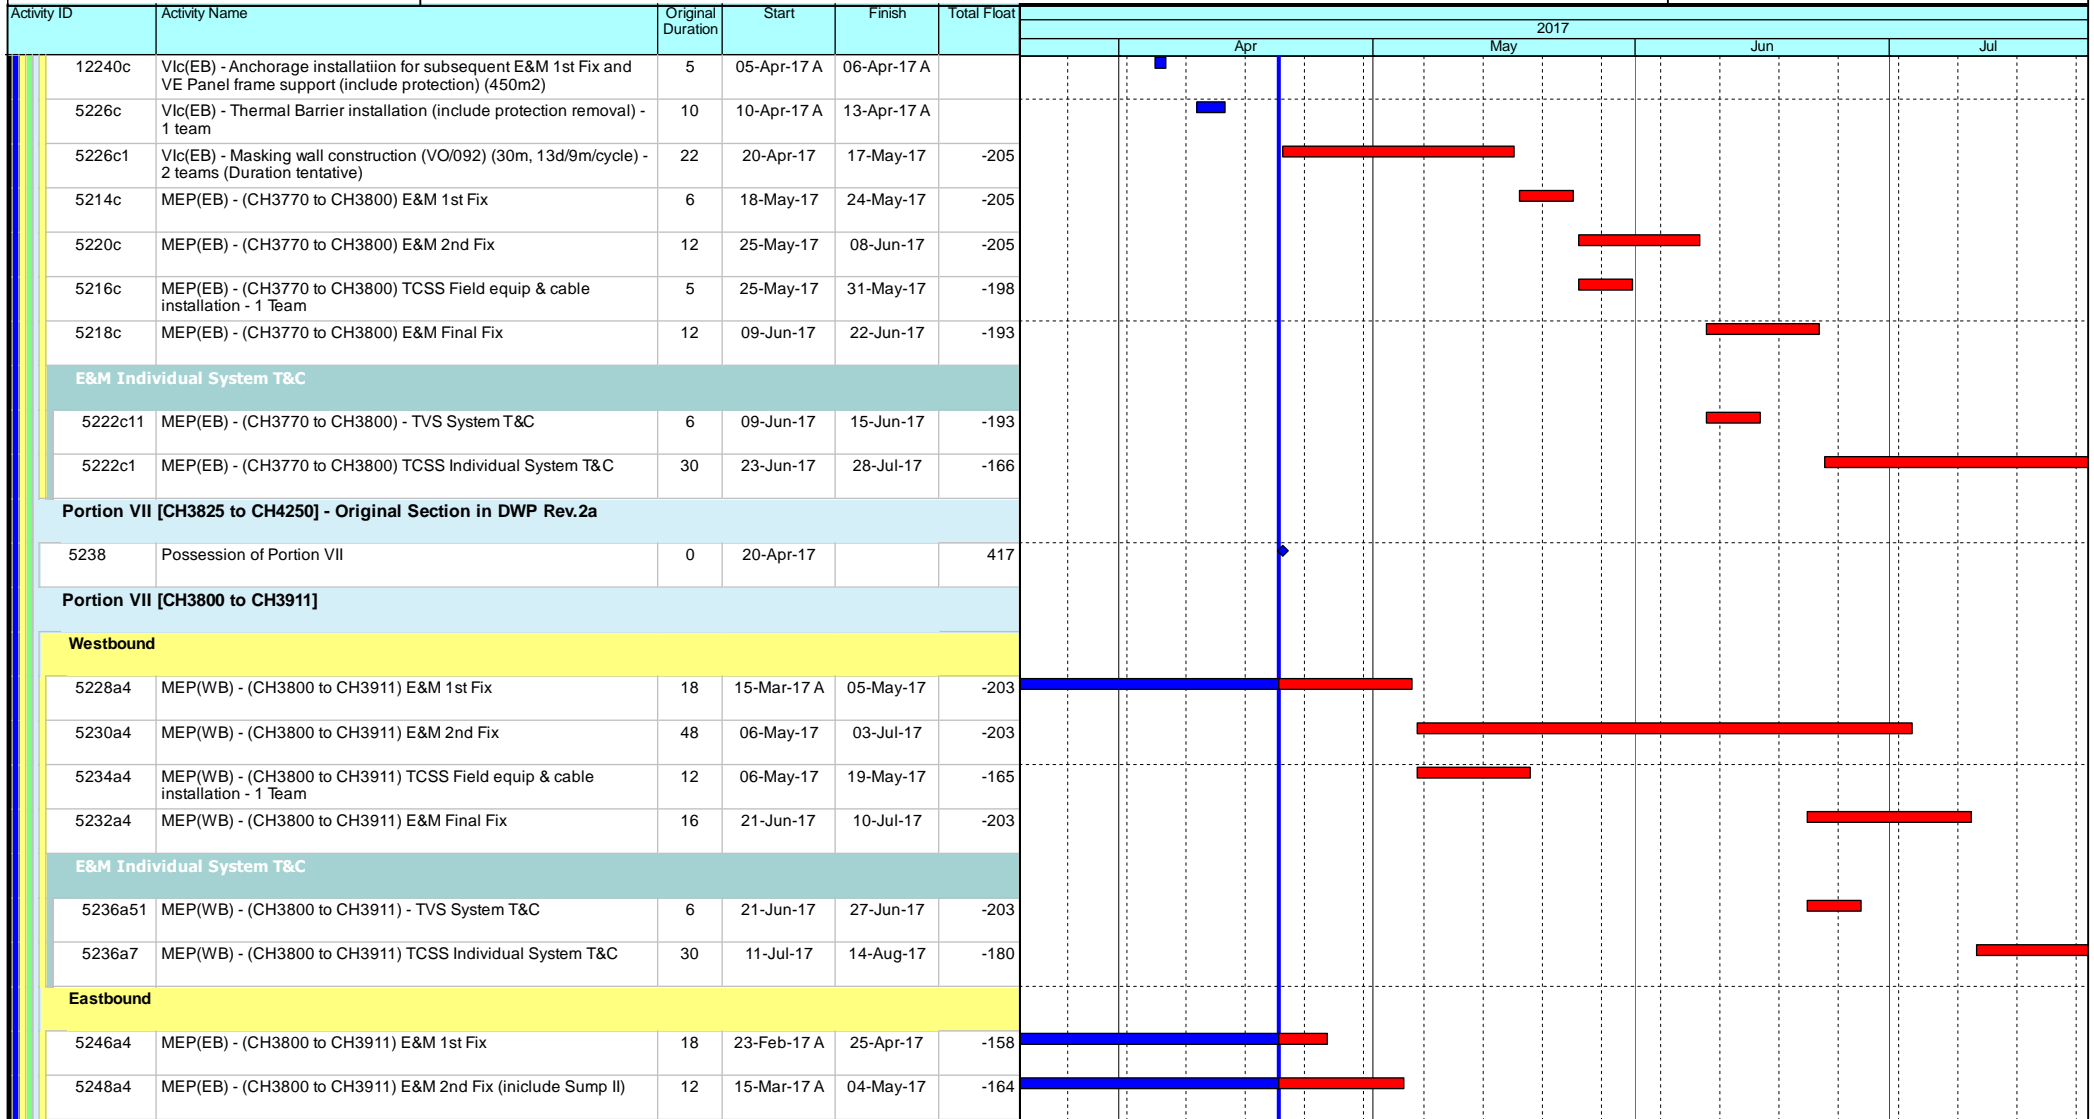 Activity ID Activity Name Original Duration Start Finish Total Float
2017
Apr May Jun Jul
12240c VIc(EB) - Anchorage installatiion for subsequent E&M 1st Fix and 5 05-Apr-17 A 06-Apr-17 A
VE Panel frame support (include protection) (450m2)
5226c VIc(EB) - Thermal Barrier installation (include protection removal) - 10 10-Apr-17 A 13-Apr-17 A
1 team
5226c1 VIc(EB) - Masking wall construction (VO/092) (30m, 13d/9m/cycle) - 22 20-Apr-17 17-May-17 -205
2 teams (Duration tentative)
5214c MEP(EB) - (CH3770 to CH3800) E&M 1st Fix 6 18-May-17 24-May-17 -205
5220c MEP(EB) - (CH3770 to CH3800) E&M 2nd Fix 12 25-May-17 08-Jun-17 -205
5216c MEP(EB) - (CH3770 to CH3800) TCSS Field equip & cable 5 25-May-17 31-May-17 -198
installation - 1 Team
5218c MEP(EB) - (CH3770 to CH3800) E&M Final Fix 12 09-Jun-17 22-Jun-17 -193
E&M Individual System T&C
5222c11 MEP(EB) - (CH3770 to CH3800) - TVS System T&C 6 09-Jun-17 15-Jun-17 -193
5222c1 MEP(EB) - (CH3770 to CH3800) TCSS Individual System T&C 30 23-Jun-17 28-Jul-17 -166
Portion VII [CH3825 to CH4250] - Original Section in DWP Rev.2a
5238 Possession of Portion VII 0 20-Apr-17 417
Portion VII [CH3800 to CH3911]
Westbound
5228a4 MEP(WB) - (CH3800 to CH3911) E&M 1st Fix 18 15-Mar-17 A 05-May-17 -203
5230a4 MEP(WB) - (CH3800 to CH3911) E&M 2nd Fix 48 06-May-17 03-Jul-17 -203
5234a4 MEP(WB) - (CH3800 to CH3911) TCSS Field equip & cable 12 06-May-17 19-May-17 -165
installation - 1 Team
5232a4 MEP(WB) - (CH3800 to CH3911) E&M Final Fix 16 21-Jun-17 10-Jul-17 -203
E&M Individual System T&C
5236a51 MEP(WB) - (CH3800 to CH3911) - TVS System T&C 6 21-Jun-17 27-Jun-17 -203
5236a7 MEP(WB) - (CH3800 to CH3911) TCSS Individual System T&C 30 11-Jul-17 14-Aug-17 -180
Eastbound
5246a4 MEP(EB) - (CH3800 to CH3911) E&M 1st Fix 18 23-Feb-17 A 25-Apr-17 -158
5248a4 MEP(EB) - (CH3800 to CH3911) E&M 2nd Fix (iniclude Sump II) 12 15-Mar-17 A 04-May-17 -164